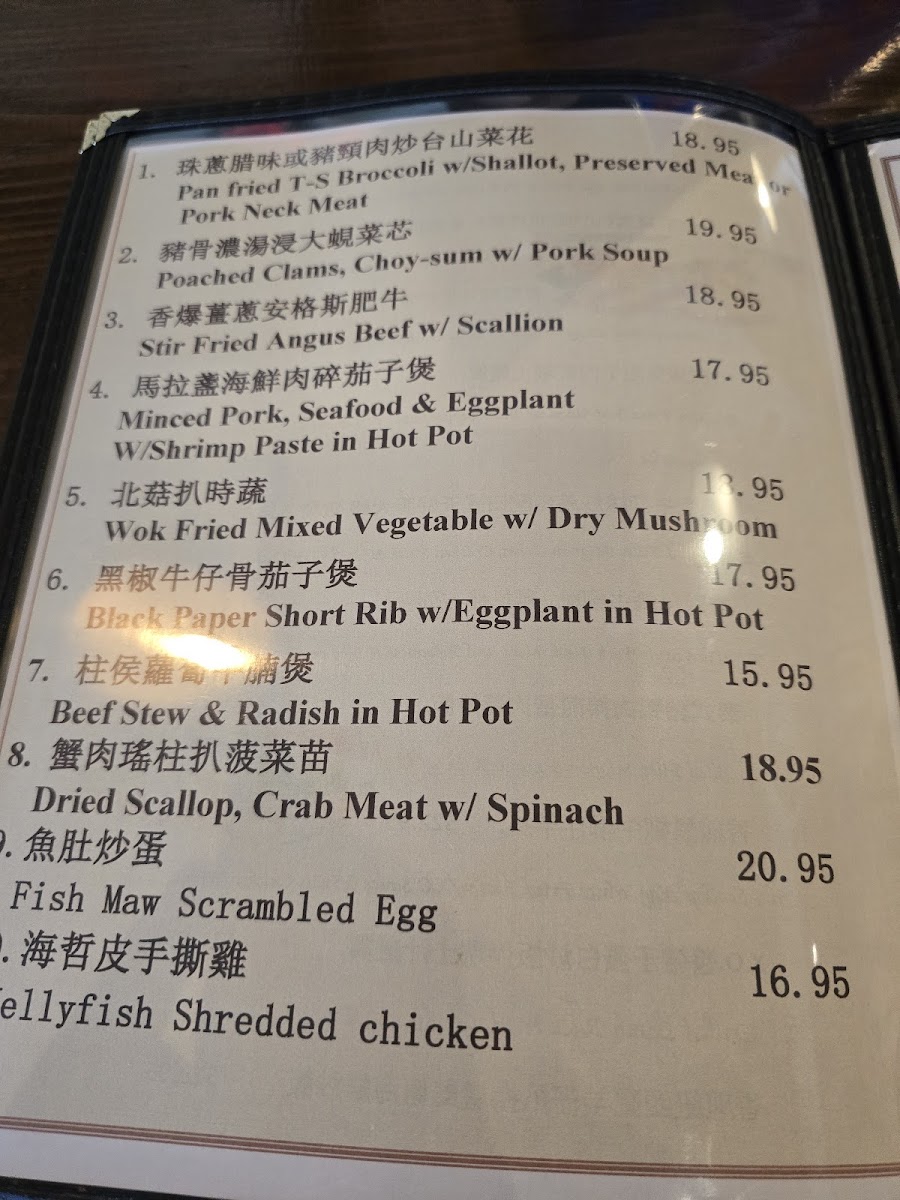 1. 珠蔥腊味或豬頸肉炒台山菜花 18.95
Pan fried T-S Broccoli w/Shallot, Preserved Meat or
Pork Neck Meat
2. 豬骨濃湯浸大蜆菜芯 19.95
Poached Clams, Choy-sum w/ Pork Soup
3. 香爆薑蔥安格斯肥牛 18.95
Stir Fried Angus Beef w/ Scallion
4. 馬拉盞海鮮肉碎茄子煲 17.95
Minced Pork, Seafood & Eggplant
W/Shrimp Paste in Hot Pot
5. 北菇扒時蔬
Wok Fried Mixed Vegetable w/ Dry Mushroom
6. 黑椒牛仔骨茄子煲 17.95
Black Paper Short Rib w/Eggplant in Hot Pot
7. 柱侯蘿蔔牛腩煲 15.95
Beef Stew & Radish in Hot Pot
8. 蟹肉瑤柱扒菠菜苗 18.95
Dried Scallop, Crab Meat w/ Spinach
9. 魚肚炒蛋 20.95
Fish Maw Scrambled Egg
0. 海哲皮手撕雞 16.95
Jellyfish Shredded chicken